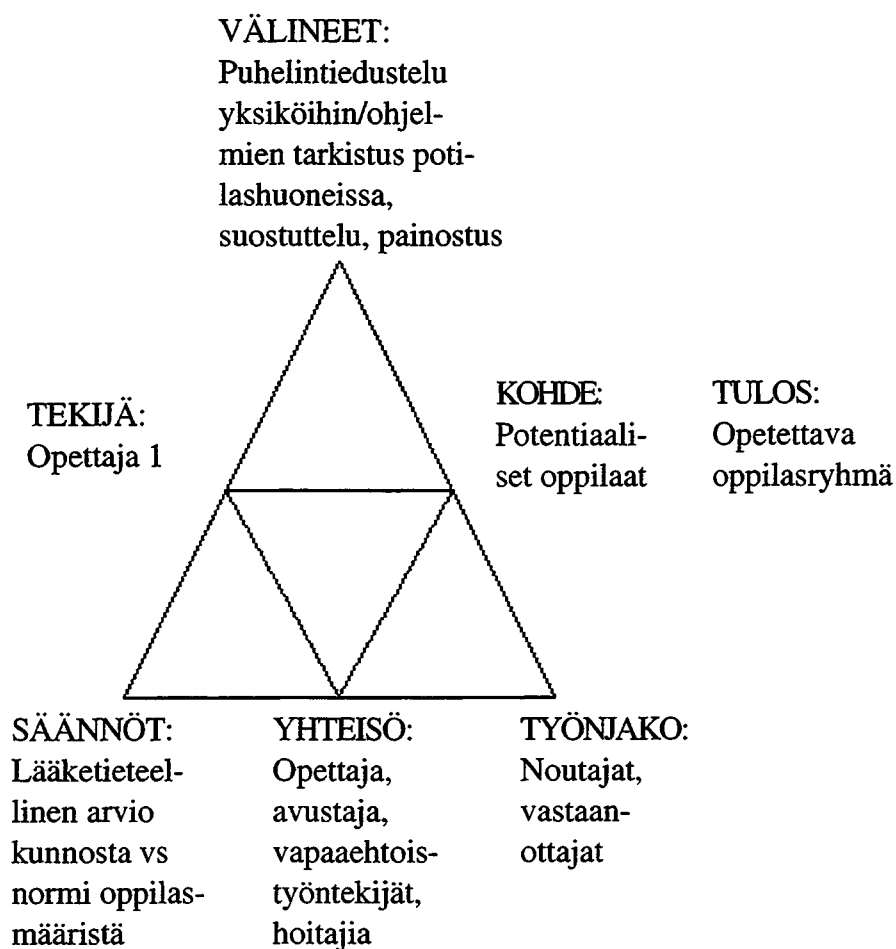 VÄLINEET:
Puhelintiedustelu
yksiköihin/ohjel-
mien tarkistus poti-
lashuoneissa,
suostuttelu, painostus
TEKIJÄ:
Opettaja 1
KOHDE:
Potentiaali-
set oppilaat
TULOS:
Opetettava
oppilasryhmä
SÄÄNNÖT:
Lääketieteel-
linen arvio
kunnosta vs
normi oppilas-
määristä
YHTEISÖ:
Opettaja,
avustaja,
vapaaehtois-
työntekijät,
hoitajia
TYÖNJAKO:
Noutajat,
vastaan-
ottajat